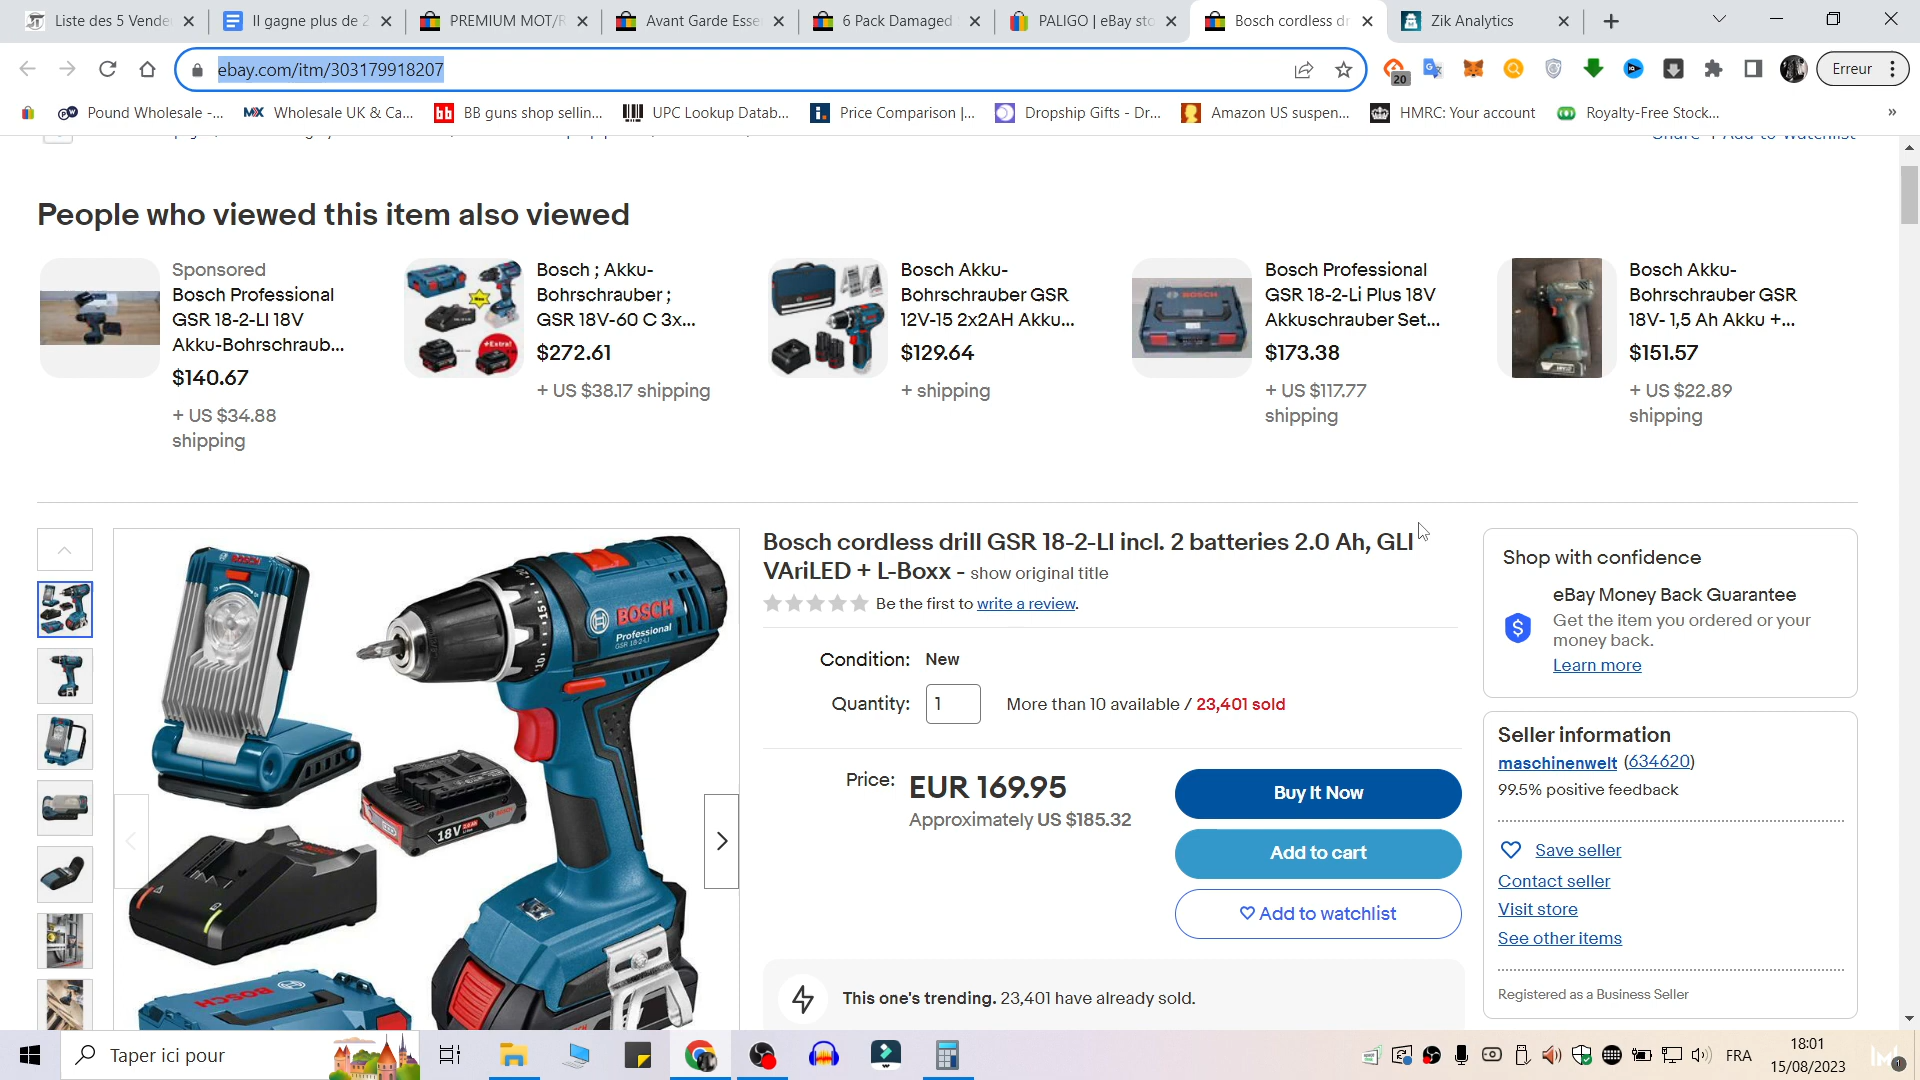 Liste des 5 Vende
Il gagne plus de 2
PREMIUM MOT/R
Avant Garde Esse
6 Pack Damaged
PALIGO | eBay sto
Bosch cordless dr
Zik Analytics
ebay.com/itm/303179918207
20
Erreur
Pound Wholesale -...
Wholesale UK & Ca...
BB guns shop sellin...
UPC Lookup Datab...
Price Comparison |...
Dropship Gifts - Dr...
Amazon US suspen...
HMRC: Your account
Royalty-Free Stock...
»
People who viewed this item also viewed
Sponsored
Bosch Professional
GSR 18-2-LI 18V
Akku-Bohrschraub...
$140.67
+ US $34.88
shipping
Bosch ; Akku-
Bohrschrauber ;
GSR 18V-60 C 3x...
$272.61
+ US $38.17 shipping
Bosch Akku-
Bohrschrauber GSR
12V-15 2x2AH Akku...
$129.64
+ shipping
Bosch Professional
GSR 18-2-Li Plus 18V
Akkuschrauber Set...
$173.38
+ US $117.77
shipping
Bosch Akku-
Bohrschrauber GSR
18V- 1,5 Ah Akku +...
$151.57
+ US $22.89
shipping
BOSCH
Professional
GSR 18-2-LI
18V
BOSCH
Bosch cordless drill GSR 18-2-LI incl. 2 batteries 2.0 Ah, GLI
VAriLED + L-Boxx - show original title
Be the first to write a review.
Condition: New
Quantity: 1 More than 10 available / 23,401 sold
Price: EUR 169.95
Approximately US $185.32
Buy It Now
Add to cart
Add to watchlist
This one's trending. 23,401 have already sold.
Shop with confidence
eBay Money Back Guarantee
Get the item you ordered or your
money back.
Learn more
Seller information
maschinenwelt (634620)
99.5% positive feedback
Save seller
Contact seller
Visit store
See other items
Registered as a Business Seller
Taper ici pour
FRA
18:01
15/08/2023
1